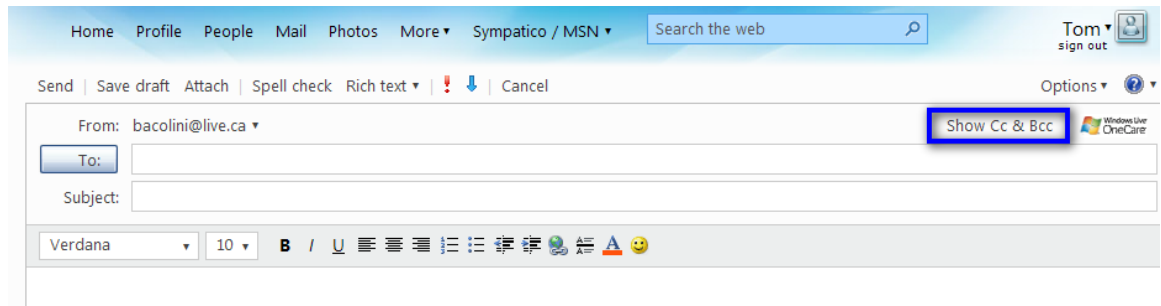 Home Profile People Mail Photos More Sympatico / MSN Search the web Tom
sign out
Send | Save draft Attach | Spell check Rich text | | Cancel Options
From: bacolini@live.ca Show Cc & Bcc Windows Live OneCare
To:
Subject:
Verdana 10 B I U A